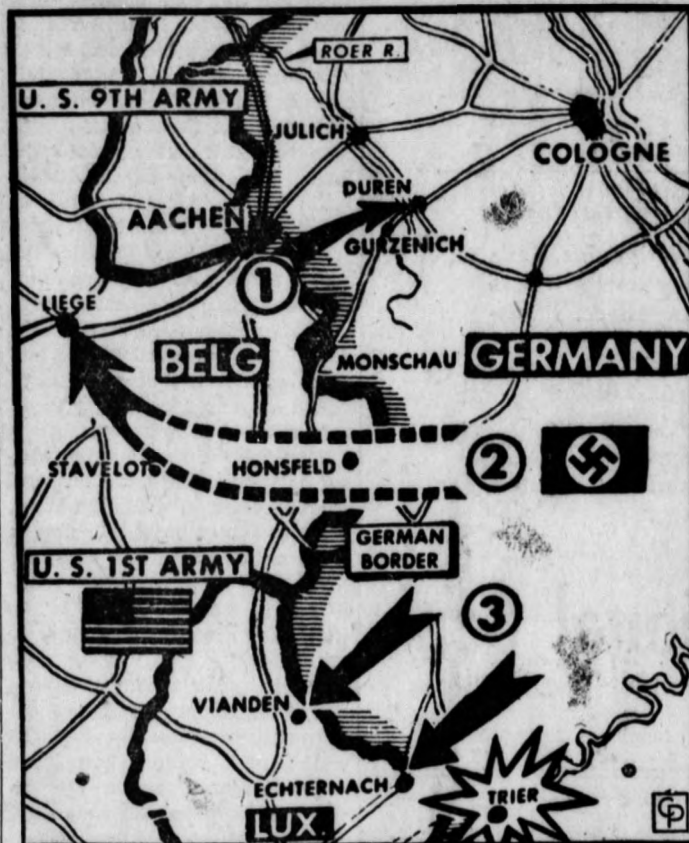 ROER R.
U. S. 9TH ARMY
JULICH
COLOGNE
DUREN
AACHEN
GURZENICH
1
LIEGE
BELG
MONSCHAU
GERMANY
STAVELOT
HONSFELD
2
GERMAN
BORDER
U. S. 1ST ARMY
3
VIANDEN
ECHTERNACH
TRIER
LUX.
CP